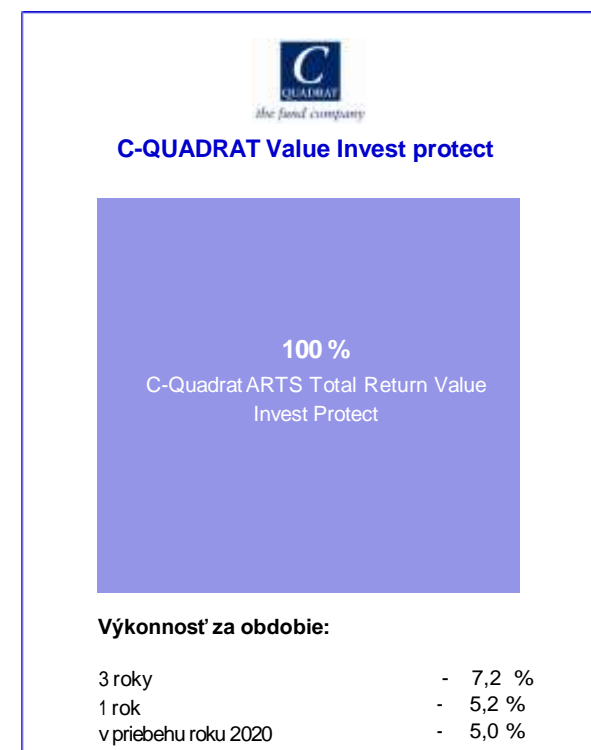 C
QUADRAT
the fund company
C-QUADRAT Value Invest protect
100 %
C-Quadrat ARTS Total Return Value
Invest Protect
Výkonnosť za obdobie:
3 roky - 7,2 %
1 rok - 5,2 %
v priebehu roku 2020 - 5,0 %